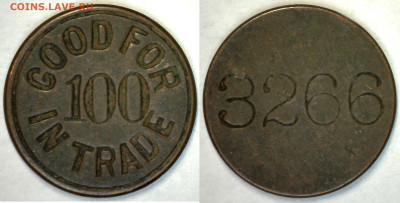 COINS.LAVE.RU
GOOD FOR
100
IN TRADE
3266